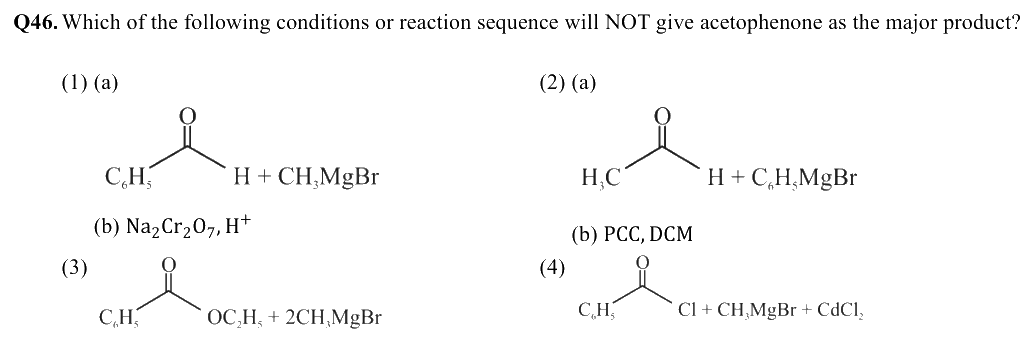 Q46. Which of the following conditions or reaction sequence will NOT give acetophenone as the major product?
(1) (a)
O
C₆H₅ H + CH₃MgBr
(b) Na₂Cr₂O₇, H⁺
(2) (a)
O
H₃C H + C₆H₅MgBr
(b) PCC, DCM
(3)
O
C₆H₅ OC₂H₅ + 2CH₃MgBr
(4)
O
C₆H₅ Cl + CH₃MgBr + CdCl₂